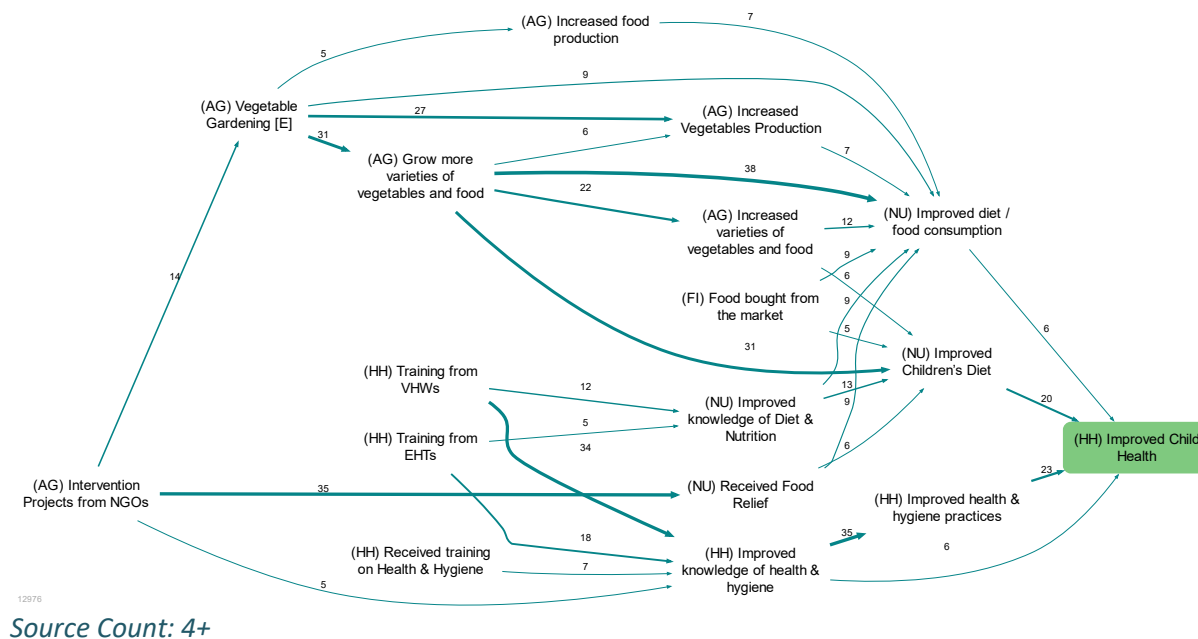 (AG) Increased food
production
7
5
9
(AG) Vegetable
Gardening [E]
27
(AG) Increased
Vegetables Production
31
6
7
(AG) Grow more
varieties of
vegetables and food
38
22
(AG) Increased
varieties of
vegetables and food
12
(NU) Improved diet /
food consumption
9
6
14
(FI) Food bought from
the market
9
5
6
31
(NU) Improved
Children's Diet
(HH) Training from
VHWs
12
13
(NU) Improved
knowledge of Diet &
Nutrition
9
20
5
(HH) Training from
EHTs
34
6
(HH) Improved Child
Health
23
(AG) Intervention
Projects from NGOs
35
(NU) Received Food
Relief
(HH) Improved health &
hygiene practices
18
35
6
(HH) Received training
on Health & Hygiene
7
(HH) Improved
knowledge of health &
hygiene
5
12976
Source Count: 4+